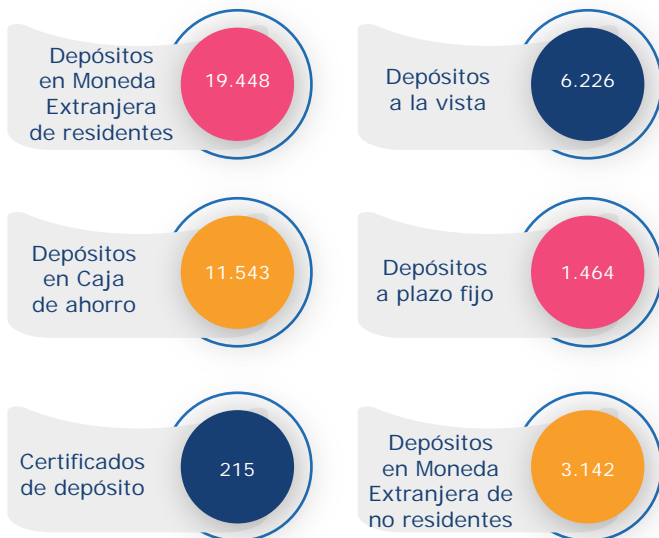 Depósitos
en Moneda
Extranjera
de residentes
19.448
Depósitos
a la vista
6.226
Depósitos
en Caja
de ahorro
11.543
Depósitos
a plazo fijo
1.464
Certificados
de depósito
215
Depósitos
en Moneda
Extranjera de
no residentes
3.142